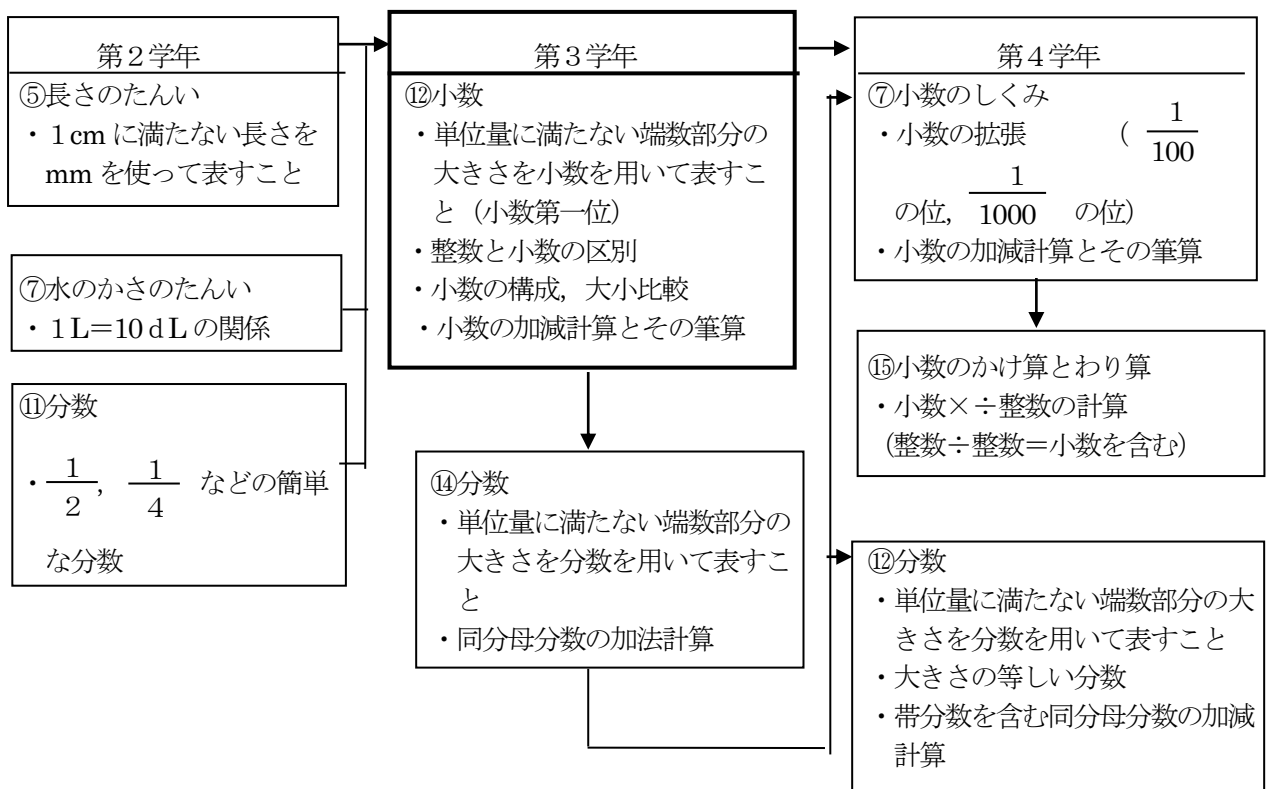 第２学年
⑤長さのたんい
・１cm に満たない長さを
mm を使って表すこと
⑦水のかさのたんい
・１L＝10ｄL の関係
⑪分数
・1/2， 1/4 などの簡単
な分数
第３学年
⑫小数
・単位量に満たない端数部分の
大きさを小数を用いて表すこ
と（小数第一位）
・整数と小数の区別
・小数の構成，大小比較
・小数の加減計算とその筆算
⑭分数
・単位量に満たない端数部分の
大きさを分数を用いて表すこ
と
・同分母分数の加法計算
第４学年
⑦小数のしくみ
・小数の拡張 （ 1/100
の位， 1/1000 の位）
・小数の加減計算とその筆算
⑮小数のかけ算とわり算
・小数×÷整数の計算
（整数÷整数＝小数を含む）
⑫分数
・単位量に満たない端数部分の大
きさを分数を用いて表すこと
・大きさの等しい分数
・帯分数を含む同分母分数の加減
計算